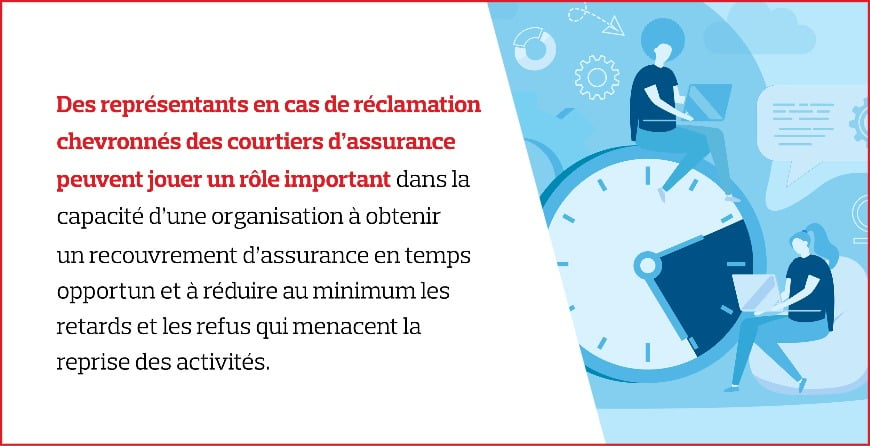 Des représentants en cas de réclamation
chevronnés des courtiers d’assurance
peuvent jouer un rôle important dans la
capacité d’une organisation à obtenir
un recouvrement d’assurance en temps
opportun et à réduire au minimum les
retards et les refus qui menacent la
reprise des activités.